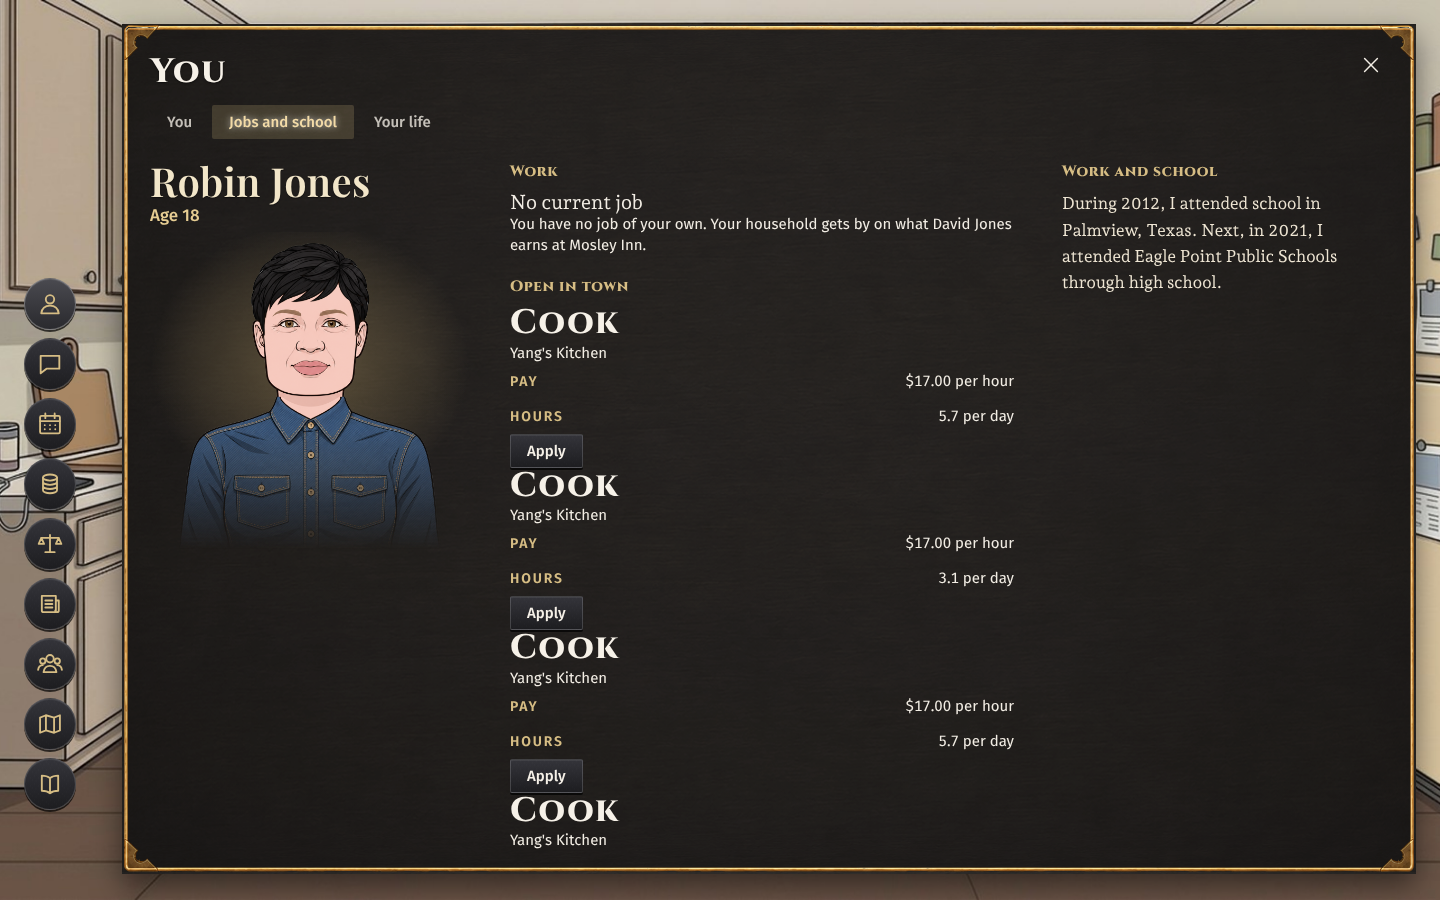 You
You
Jobs and school
Your life
Robin Jones
Age 18
Work
No current job
You have no job of your own. Your household gets by on what David Jones
earns at Mosley Inn.
Open in town
Cook
Yang's Kitchen
PAY
$17.00 per hour
HOURS
5.7 per day
Apply
Cook
Yang's Kitchen
PAY
$17.00 per hour
HOURS
3.1 per day
Apply
Cook
Yang's Kitchen
PAY
$17.00 per hour
HOURS
5.7 per day
Apply
Cook
Yang's Kitchen
Work and school
During 2012, I attended school in
Palmview, Texas. Next, in 2021, I
attended Eagle Point Public Schools
through high school.